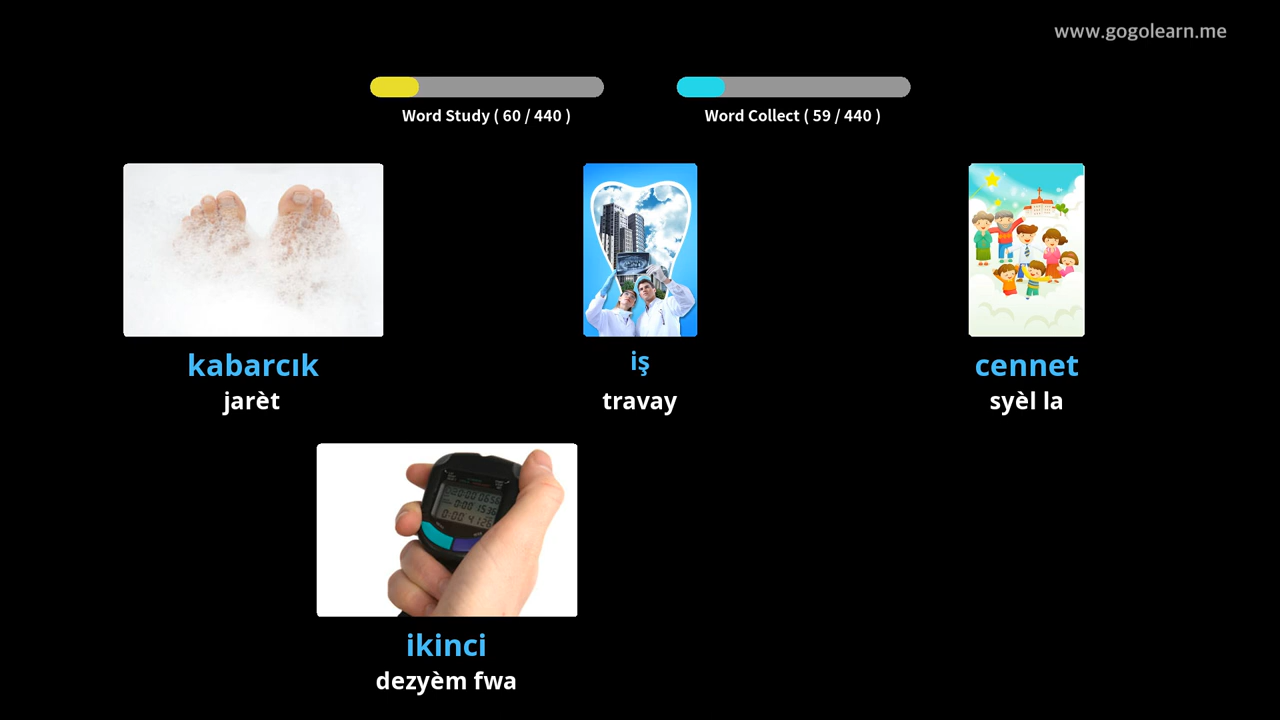 www.gogolearn.me
Word Study ( 60 / 440 )
Word Collect ( 59 / 440 )
kabarcık
jarèt
iş
travay
cennet
syèl la
ikinci
dezyèm fwa